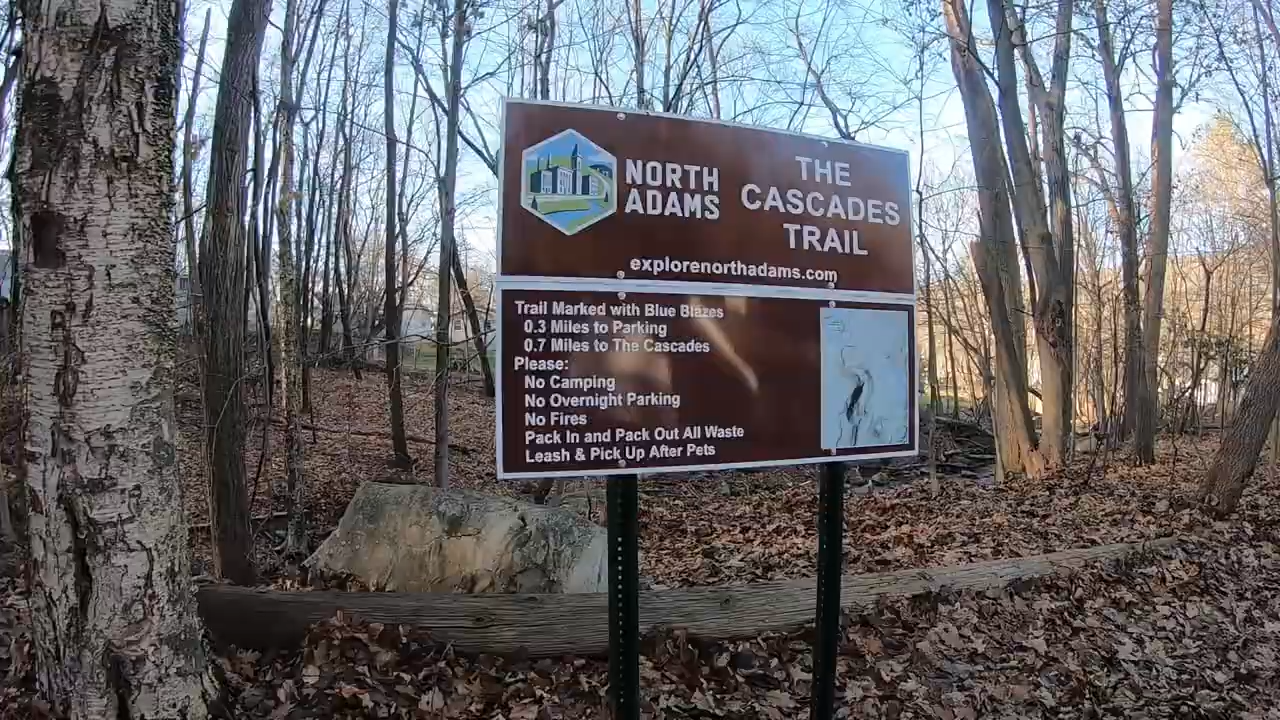 NORTH
ADAMS
THE
CASCADES
TRAIL
explorenorthadams.com
Trail Marked with Blue Blazes
0.3 Miles to Parking
0.7 Miles to The Cascades
Please:
No Camping
No Overnight Parking
No Fires
Pack In and Pack Out All Waste
Leash & Pick Up After Pets